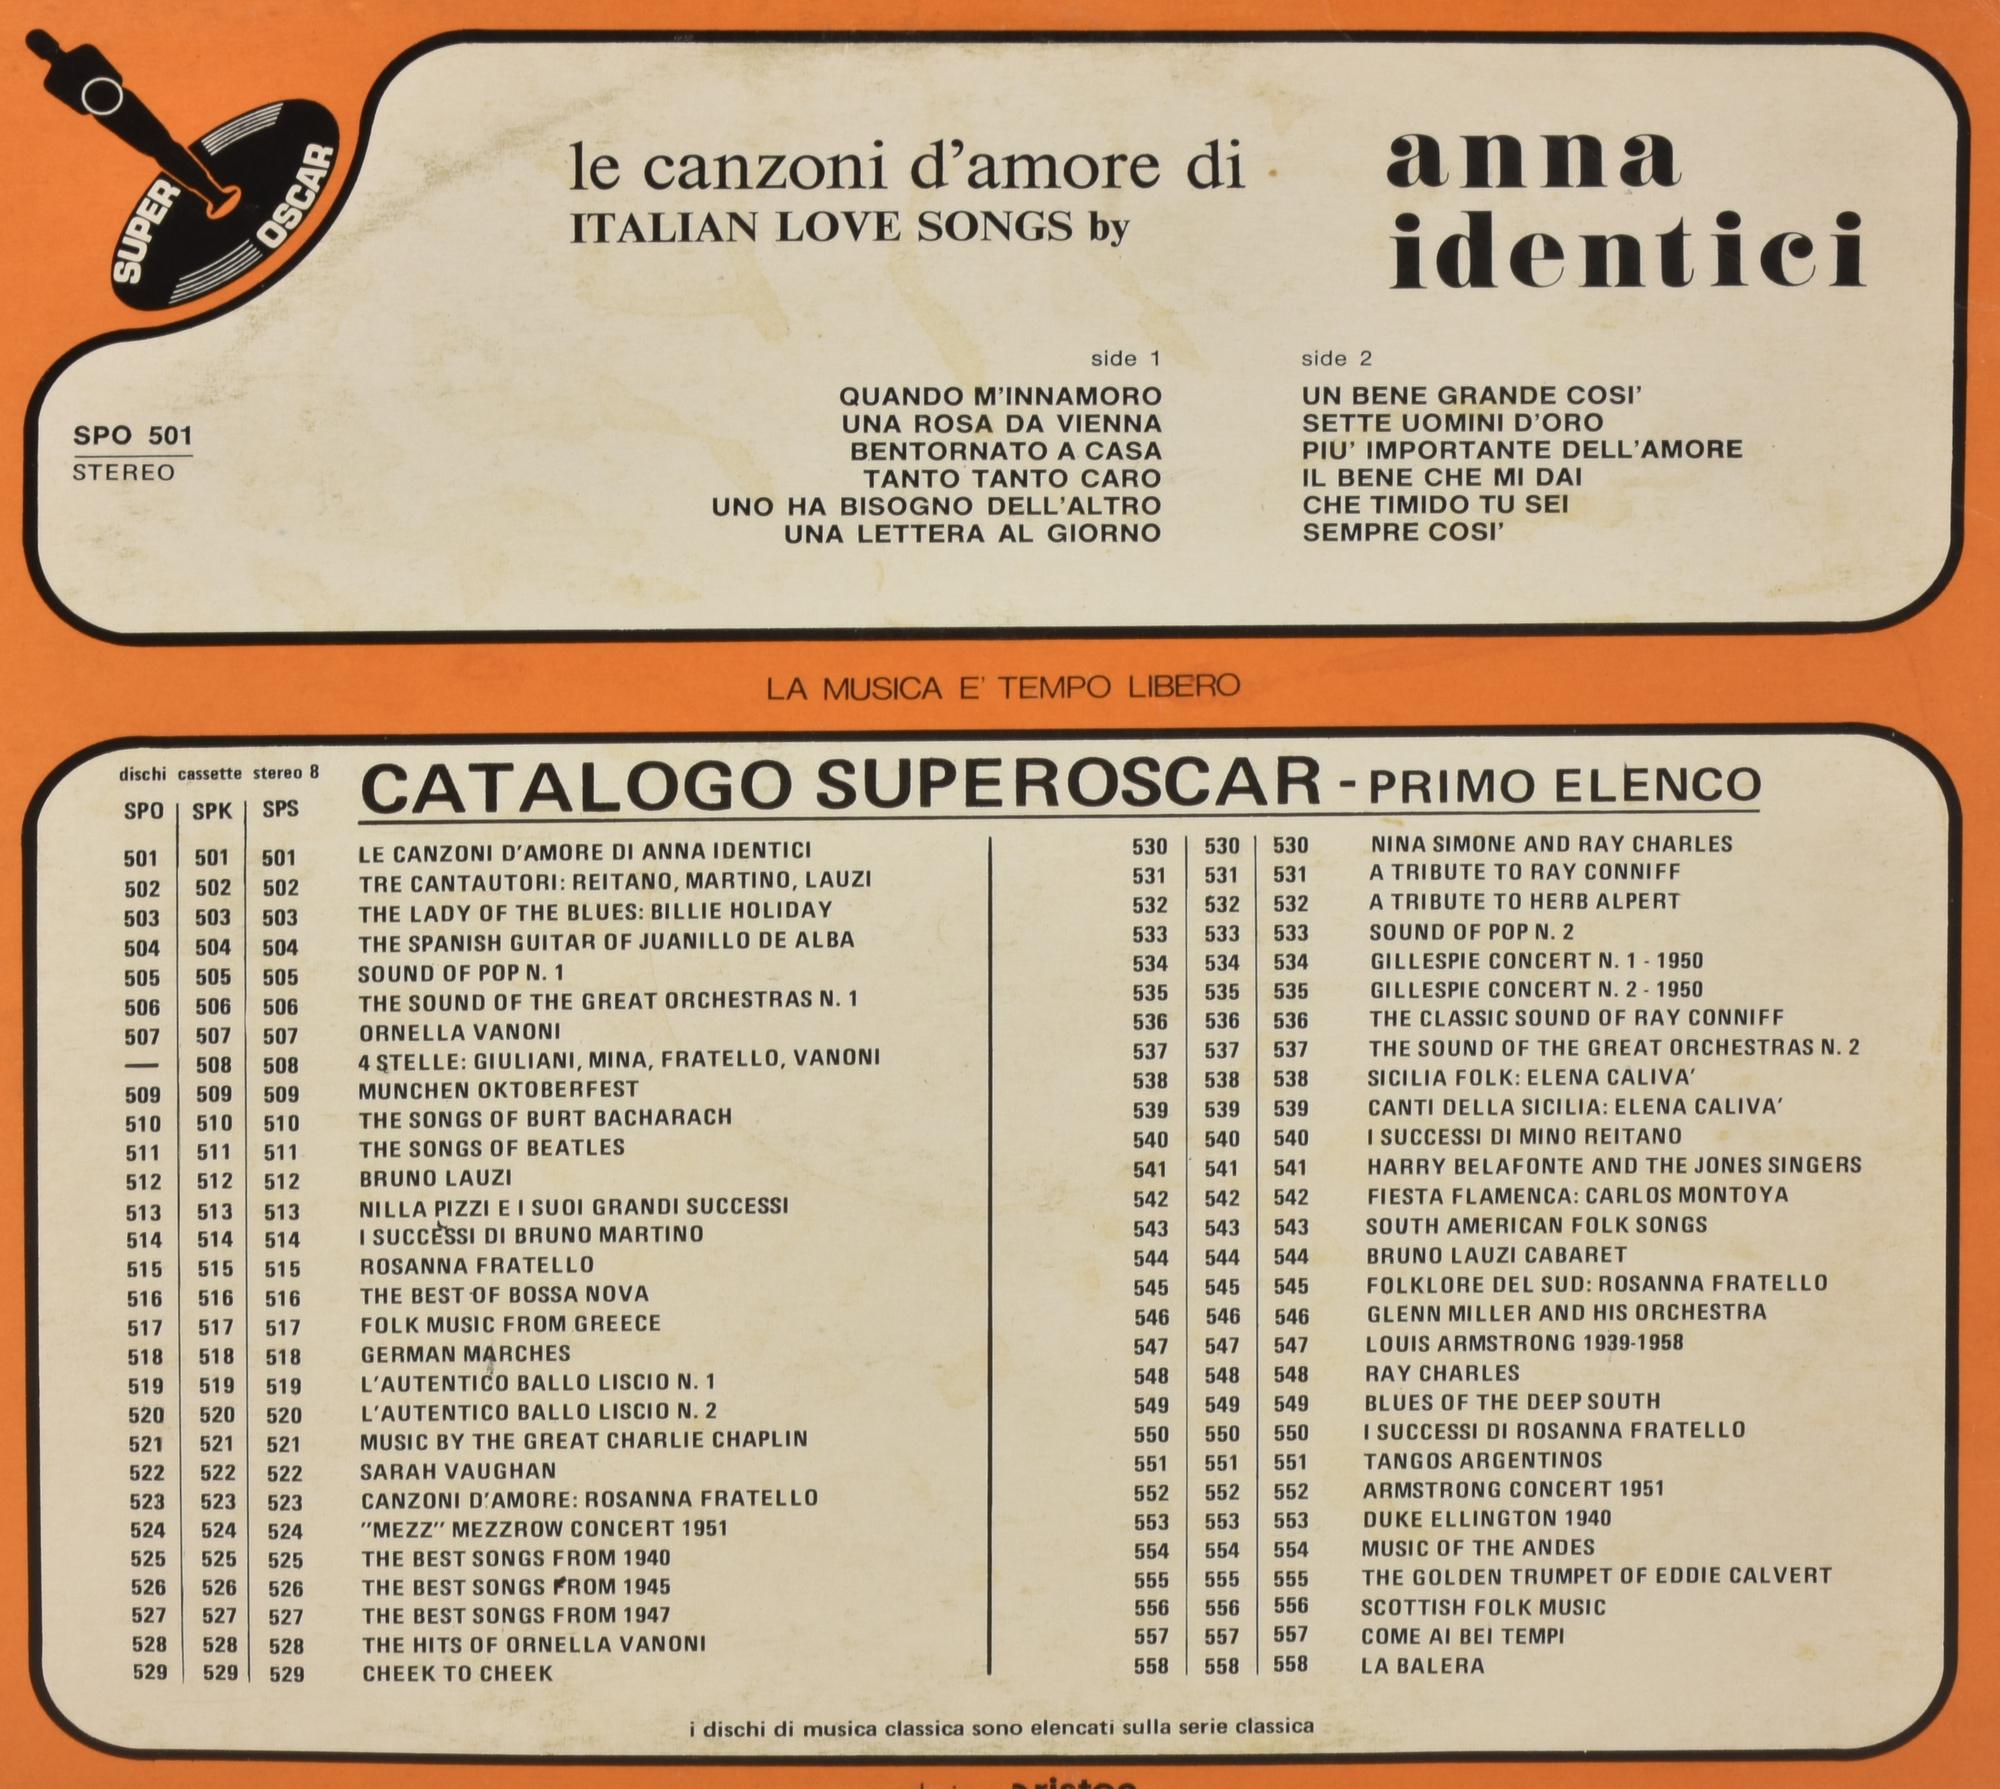 SUPER OSCAR
le canzoni d'amore di
ITALIAN LOVE SONGS by
anna
identici
SPO 501
STEREO
side 1
QUANDO M'INNAMORO
UNA ROSA DA VIENNA
BENTORNATO A CASA
TANTO TANTO CARO
UNO HA BISOGNO DELL'ALTRO
UNA LETTERA AL GIORNO
side 2
UN BENE GRANDE COSI'
SETTE UOMINI D'ORO
PIU' IMPORTANTE DELL'AMORE
IL BENE CHE MI DAI
CHE TIMIDO TU SEI
SEMPRE COSI'
LA MUSICA E' TEMPO LIBERO
dischi cassette stereo 8
SPO SPK SPS
CATALOGO SUPEROSCAR - PRIMO ELENCO
501 501 501 LE CANZONI D'AMORE DI ANNA IDENTICI
502 502 502 TRE CANTAUTORI: REITANO, MARTINO, LAUZI
503 503 503 THE LADY OF THE BLUES: BILLIE HOLIDAY
504 504 504 THE SPANISH GUITAR OF JUANILLO DE ALBA
505 505 505 SOUND OF POP N. 1
506 506 506 THE SOUND OF THE GREAT ORCHESTRAS N. 1
507 507 507 ORNELLA VANONI
— 508 508 4 STELLE: GIULIANI, MINA, FRATELLO, VANONI
509 509 509 MUNCHEN OKTOBERFEST
510 510 510 THE SONGS OF BURT BACHARACH
511 511 511 THE SONGS OF BEATLES
512 512 512 BRUNO LAUZI
513 513 513 NILLA PIZZI E I SUOI GRANDI SUCCESSI
514 514 514 I SUCCESSI DI BRUNO MARTINO
515 515 515 ROSANNA FRATELLO
516 516 516 THE BEST OF BOSSA NOVA
517 517 517 FOLK MUSIC FROM GREECE
518 518 518 GERMAN MARCHES
519 519 519 L'AUTENTICO BALLO LISCIO N. 1
520 520 520 L'AUTENTICO BALLO LISCIO N. 2
521 521 521 MUSIC BY THE GREAT CHARLIE CHAPLIN
522 522 522 SARAH VAUGHAN
523 523 523 CANZONI D'AMORE: ROSANNA FRATELLO
524 524 524 "MEZZ" MEZZROW CONCERT 1951
525 525 525 THE BEST SONGS FROM 1940
526 526 526 THE BEST SONGS FROM 1945
527 527 527 THE BEST SONGS FROM 1947
528 528 528 THE HITS OF ORNELLA VANONI
529 529 529 CHEEK TO CHEEK
530 530 530 NINA SIMONE AND RAY CHARLES
531 531 531 A TRIBUTE TO RAY CONNIFF
532 532 532 A TRIBUTE TO HERB ALPERT
533 533 533 SOUND OF POP N. 2
534 534 534 GILLESPIE CONCERT N. 1 - 1950
535 535 535 GILLESPIE CONCERT N. 2 - 1950
536 536 536 THE CLASSIC SOUND OF RAY CONNIFF
537 537 537 THE SOUND OF THE GREAT ORCHESTRAS N. 2
538 538 538 SICILIA FOLK: ELENA CALIVA'
539 539 539 CANTI DELLA SICILIA: ELENA CALIVA'
540 540 540 I SUCCESSI DI MINO REITANO
541 541 541 HARRY BELAFONTE AND THE JONES SINGERS
542 542 542 FIESTA FLAMENCA: CARLOS MONTOYA
543 543 543 SOUTH AMERICAN FOLK SONGS
544 544 544 BRUNO LAUZI CABARET
545 545 545 FOLKLORE DEL SUD: ROSANNA FRATELLO
546 546 546 GLENN MILLER AND HIS ORCHESTRA
547 547 547 LOUIS ARMSTRONG 1939-1958
548 548 548 RAY CHARLES
549 549 549 BLUES OF THE DEEP SOUTH
550 550 550 I SUCCESSI DI ROSANNA FRATELLO
551 551 551 TANGOS ARGENTINOS
552 552 552 ARMSTRONG CONCERT 1951
553 553 553 DUKE ELLINGTON 1940
554 554 554 MUSIC OF THE ANDES
555 555 555 THE GOLDEN TRUMPET OF EDDIE CALVERT
556 556 556 SCOTTISH FOLK MUSIC
557 557 557 COME AI BEI TEMPI
558 558 558 LA BALERA
i dischi di musica classica sono elencati sulla serie classica